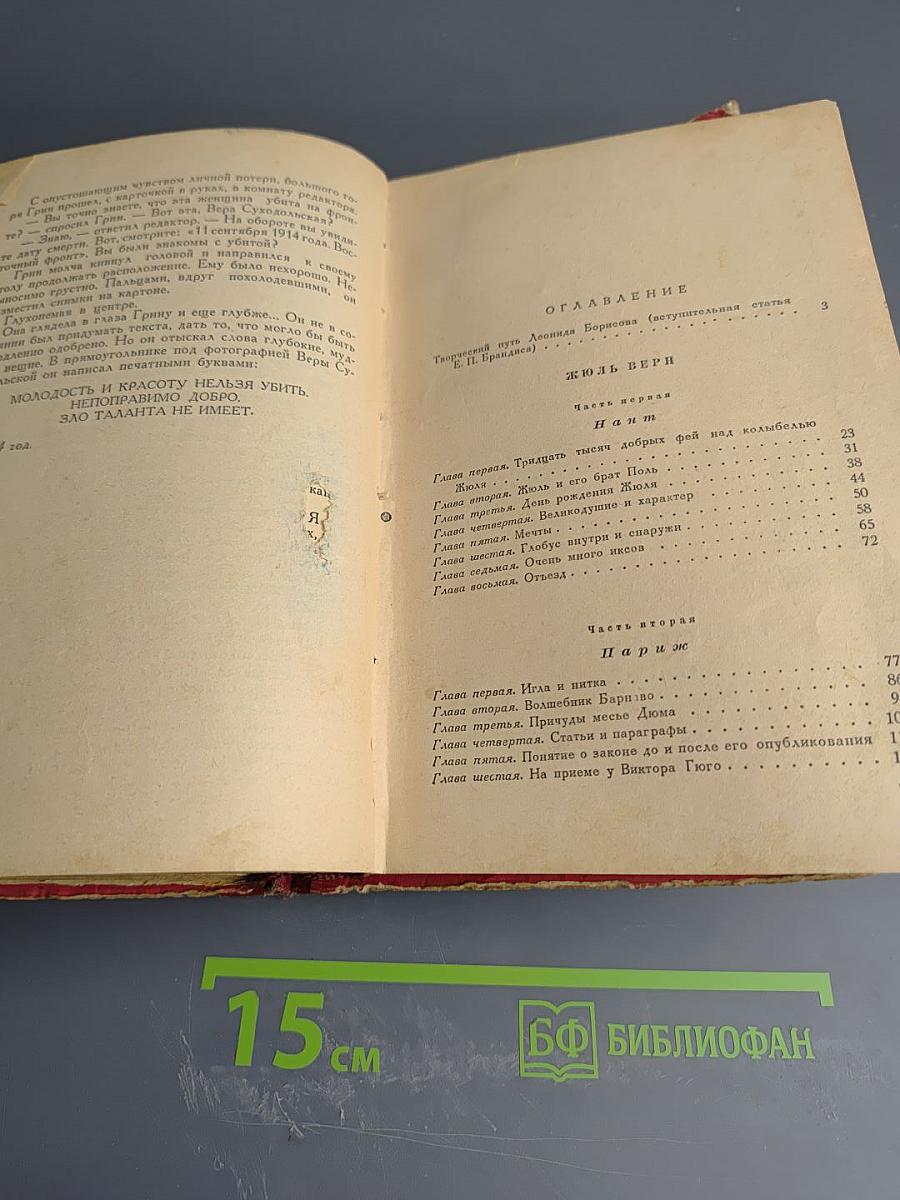 С опустошающим чувством личной потери, большого го-
ря Грин прошел, с карточкой в руках, в комнату редактора.
— Вы точно знаете, что эта женщина убита на фрон-
те? — спросил Грин. — Вот эта, Вера Суходольская?
— Знаю, — ответил редактор. — На обороте вы увиди-
те дату смерти. Вот, смотрите: «11 сентября 1914 года. Вос-
точный фронт». Вы были знакомы с убитой?
Грин молча кивнул головой и направился к своему
столу продолжать расположение. Ему было нехорошо. Не-
выносимо грустно. Пальцами, вдруг похолодевшими, он
разместил снимки на картоне.
Глухонемая в центре.
Она глядела в глаза Грину и еще глубже... Он не в со-
был придумать текста, дать то, что могло бы быть
одобрено. Но он отыскал слова глубокие, муд-
вещие. В прямоугольнике под фотографией Веры Су-
он написал печатными буквами:
МОЛОДОСТЬ И КРАСОТУ НЕЛЬЗЯ УБИТЬ.
НЕПОПРАВИМО ДОБРО.
ЗЛО ТАЛАНТА НЕ ИМЕЕТ.
год.
Я
х,
ОГЛАВЛЕНИЕ
Творческий путь Леонида Борисова (вступительная статья
Е. П. Брандиса) . . . . . . . . . . . . . . . . 3
ЖЮЛЬ ВЕРН
Часть первая
Нант
Глава первая. Тридцать тысяч добрых фей над колыбелью
Жюля . . . . . . . . . . . . . . . . 23
Глава вторая. Жюль и его брат Поль . . . . . . . . 31
Глава третья. День рождения Жюля . . . . . . . . 38
Глава четвертая. Великодушие и характер . . . . . . . 44
Глава пятая. Мечты . . . . . . . . . . . . . . 50
Глава шестая. Глобус внутри и снаружи . . . . . . . 58
Глава седьмая. Очень много иксов . . . . . . . . 65
Глава восьмая. Отъезд . . . . . . . . . . . . . 72
Часть вторая
Париж
Глава первая. Игла и нитка . . . . . . . . . . . 77
Глава вторая. Волшебник Барнаво . . . . . . . . . 86
Глава третья. Причуды месье Дюма . . . . . . . . 9
Глава четвертая. Статьи и параграфы . . . . . . . . 10
Глава пятая. Понятие о законе до и после его опубликования 1
Глава шестая. На приеме у Виктора Гюго . . . . . . . 1
15 см
БФ БИБЛИОФАН